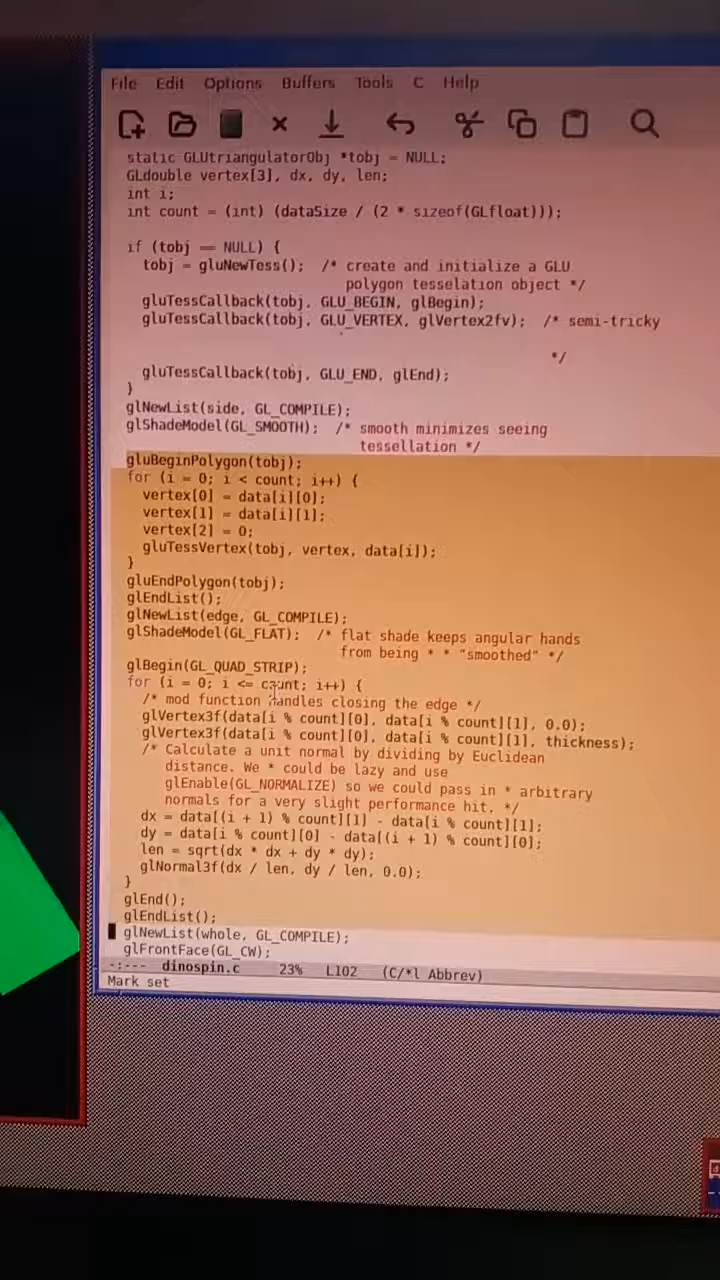 File Edit Options Buffers Tools C Help
static GLUtriangulatorObj *tobj = NULL;
GLdouble vertex[3], dx, dy, len;
int i;
int count = (int) (dataSize / (2 * sizeof(GLfloat)));
if (tobj == NULL) {
tobj = gluNewTess(); /* create and initialize a GLU
polygon tesselation object */
gluTessCallback(tobj, GLU_BEGIN, glBegin);
gluTessCallback(tobj, GLU_VERTEX, glVertex2fv); /* semi-tricky
*/
gluTessCallback(tobj, GLU_END, glEnd);
}
glNewList(side, GL_COMPILE);
glShadeModel(GL_SMOOTH); /* smooth minimizes seeing
tessellation */
gluBeginPolygon(tobj);
for (i = 0; i < count; i++) {
vertex[0] = data[i][0];
vertex[1] = data[i][1];
vertex[2] = 0;
gluTessVertex(tobj, vertex, data[i]);
}
gluEndPolygon(tobj);
glEndList();
glNewList(edge, GL_COMPILE);
glShadeModel(GL_FLAT); /* flat shade keeps angular hands
from being * * "smoothed" */
glBegin(GL_QUAD_STRIP);
for (i = 0; i <= count; i++) {
/* mod function handles closing the edge */
glVertex3f(data[i % count][0], data[i % count][1], 0.0);
glVertex3f(data[i % count][0], data[i % count][1], thickness);
/* Calculate a unit normal by dividing by Euclidean
distance. We * could be lazy and use
glEnable(GL_NORMALIZE) so we could pass in * arbitrary
normals for a very slight performance hit. */
dx = data[(i + 1) % count][1] - data[i % count][1];
dy = data[i % count][0] - data[(i + 1) % count][0];
len = sqrt(dx * dx + dy * dy);
glNormal3f(dx / len, dy / len, 0.0);
}
glEnd();
glEndList();
glNewList(whole, GL_COMPILE);
glFrontFace(GL_CW);
-:--- dinospin.c 23% L102 (C/*l Abbrev)
Mark set